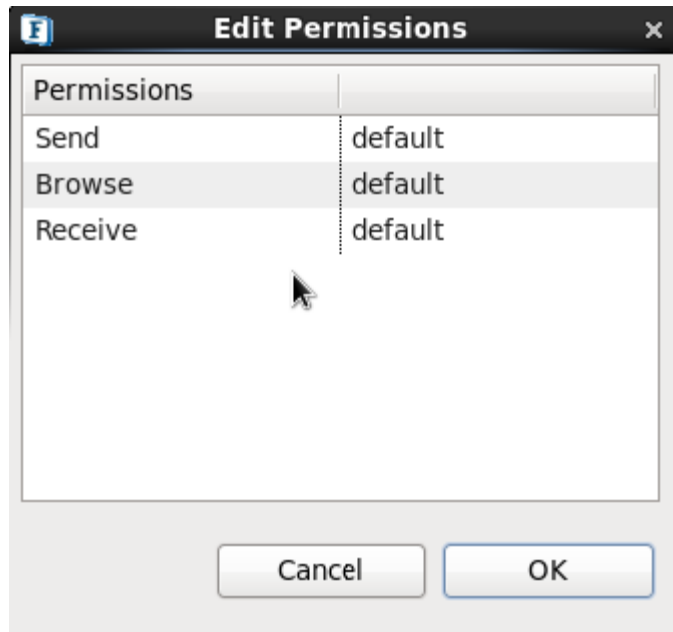 F Edit Permissions ×
Permissions
Send default
Browse default
Receive default
Cancel OK